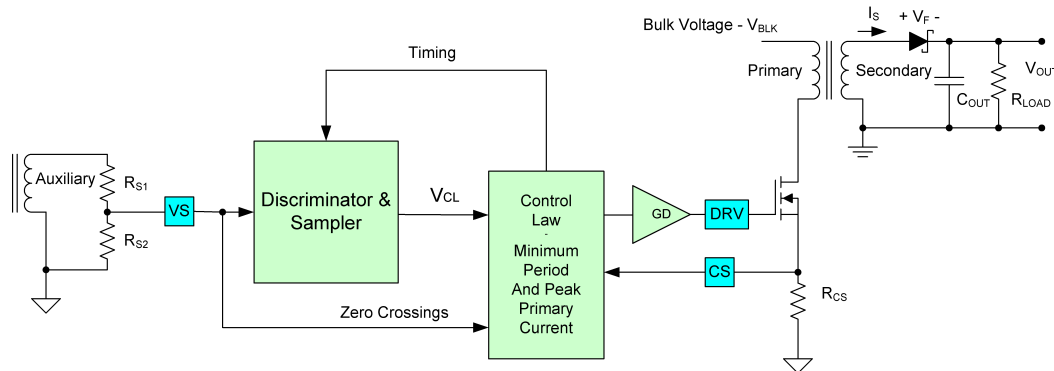 Bulk Voltage - VBLK
IS
+ VF -
Timing
Primary
Secondary
VOUT
COUT
RLOAD
Auxiliary
RS1
RS2
VS
Discriminator &
Sampler
VCL
Control
Law
-
Minimum
Period
And Peak
Primary
Current
GD
DRV
CS
RCS
Zero Crossings